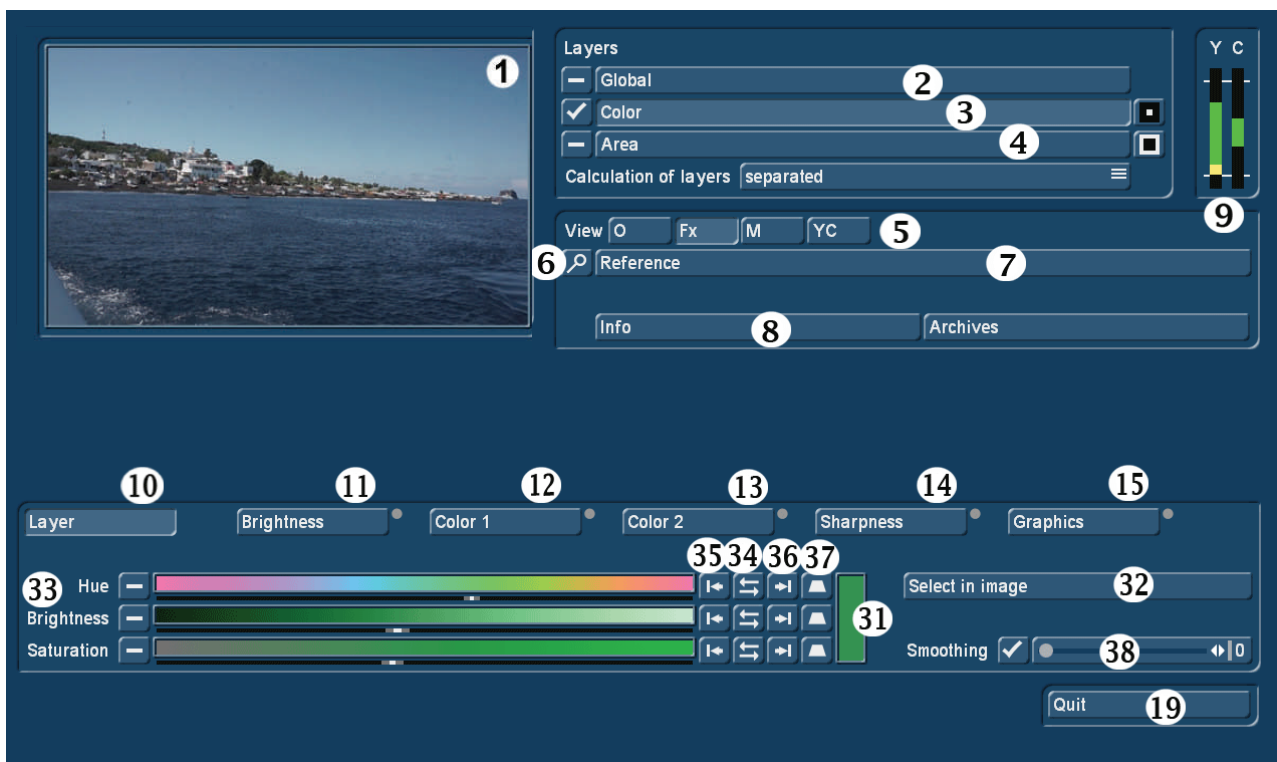 1
Layers
Global 2
Color 3
Area 4
Calculation of layers separated
Y C
9
View O Fx M YC 5
6 Reference 7
Info 8 Archives
10 11 12 13 14 15
Layer Brightness Color 1 Color 2 Sharpness Graphics
35 34 36 37
33 Hue
Brightness
Saturation
31
Select in image 32
Smoothing 38 0
Quit 19